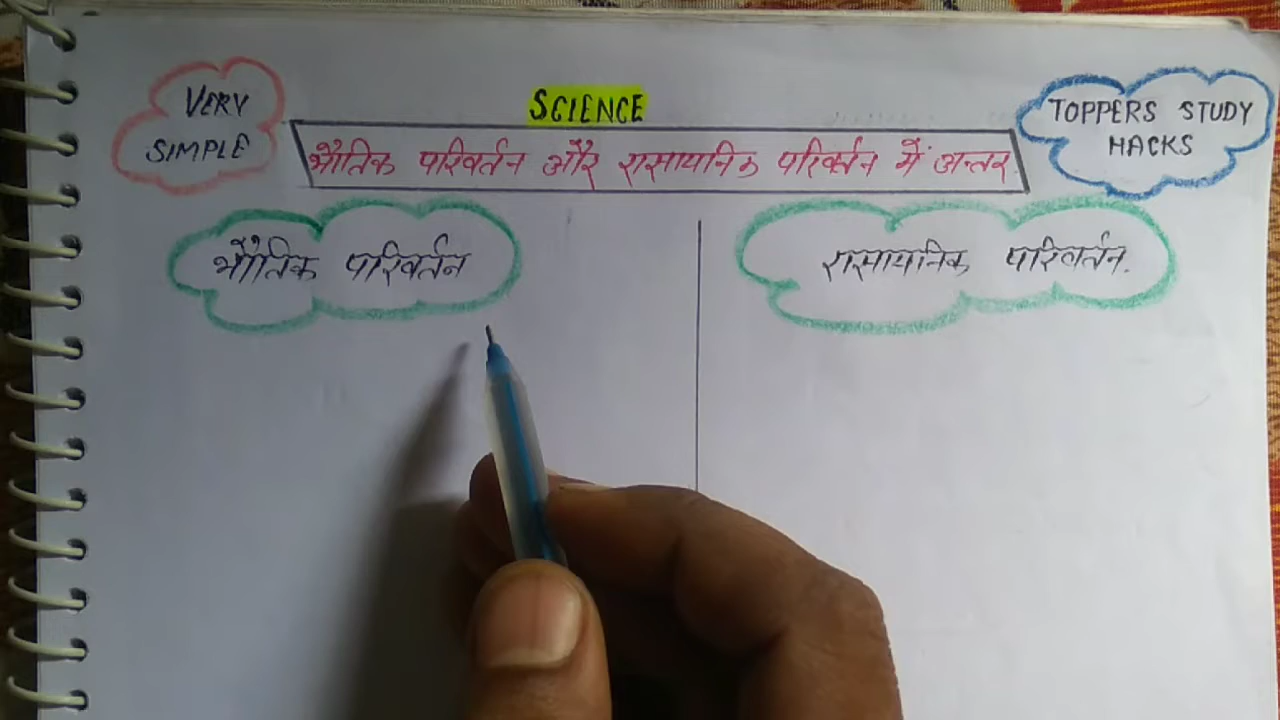 VERY
SIMPLE
SCIENCE
TOPPERS STUDY
HACKS
भौतिक परिवर्तन और रासायनिक परिवर्तन में अन्तर
भौतिक परिवर्तन
रासायनिक परिवर्तन.